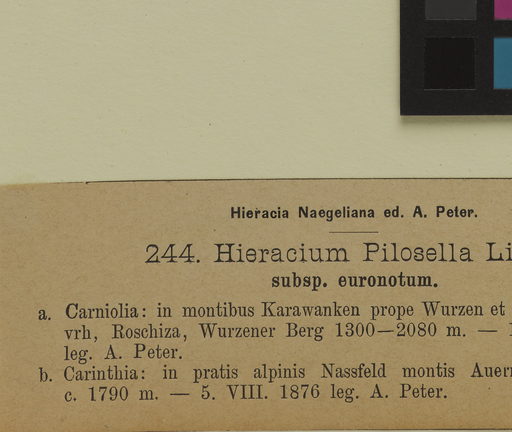 Hieracia Naegeliana ed. A. Peter.
244. Hieracium Pilosella Li
subsp. euronotum.
a. Carniolia: in montibus Karawanken prope Wurzen et
vrh, Roschiza, Wurzener Berg 1300—2080 m. —
leg. A. Peter.
b. Carinthia: in pratis alpinis Nassfeld montis Auer
c. 1790 m. — 5. VIII. 1876 leg. A. Peter.